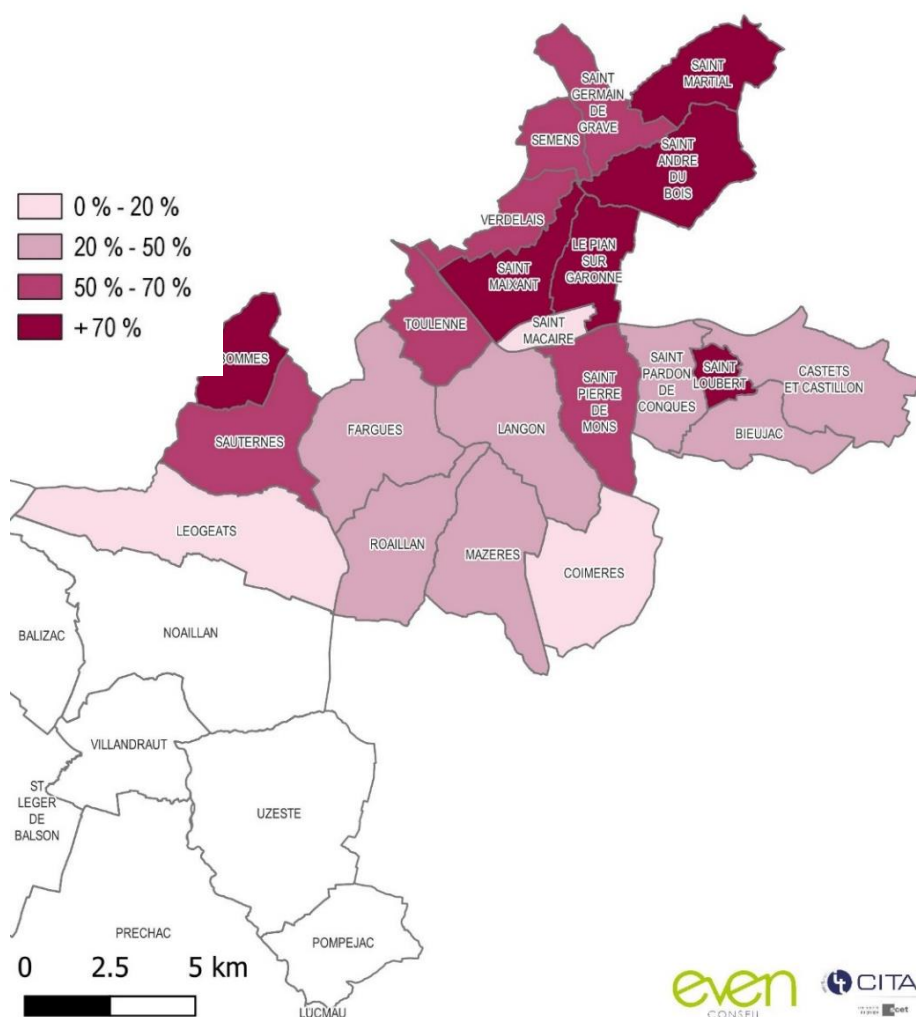 SAINT
MARTIAL
SAINT
GERMAIN
DE
GRAVE
SEMENS
SAINT
ANDRE
DU
BOIS
0 % - 20 %
20 % - 50 %
50 % - 70 %
+ 70 %
VERDELAIS
SAINT
MAIXANT
LE PIAN
SUR
GARONNE
TOULENNE
SAINT
MACAIRE
SAINT
PIERRE
DE
MONS
SAINT
PARDON
DE
CONQUES
SAINT
LOUBERT
CASTETS
ET CASTILLON
BIEUJAC
BOMMES
SAUTERNES
FARGUES
LANGON
LEOGEATS
ROAILLAN
MAZERES
COIMERES
BALIZAC
NOAILLAN
VILLANDRAUT
ST
LEGER
DE
BALSON
UZESTE
PRECHAC
POMPEJAC
LUCMAU
0 2.5 5 km
even
CONSEIL
CITA